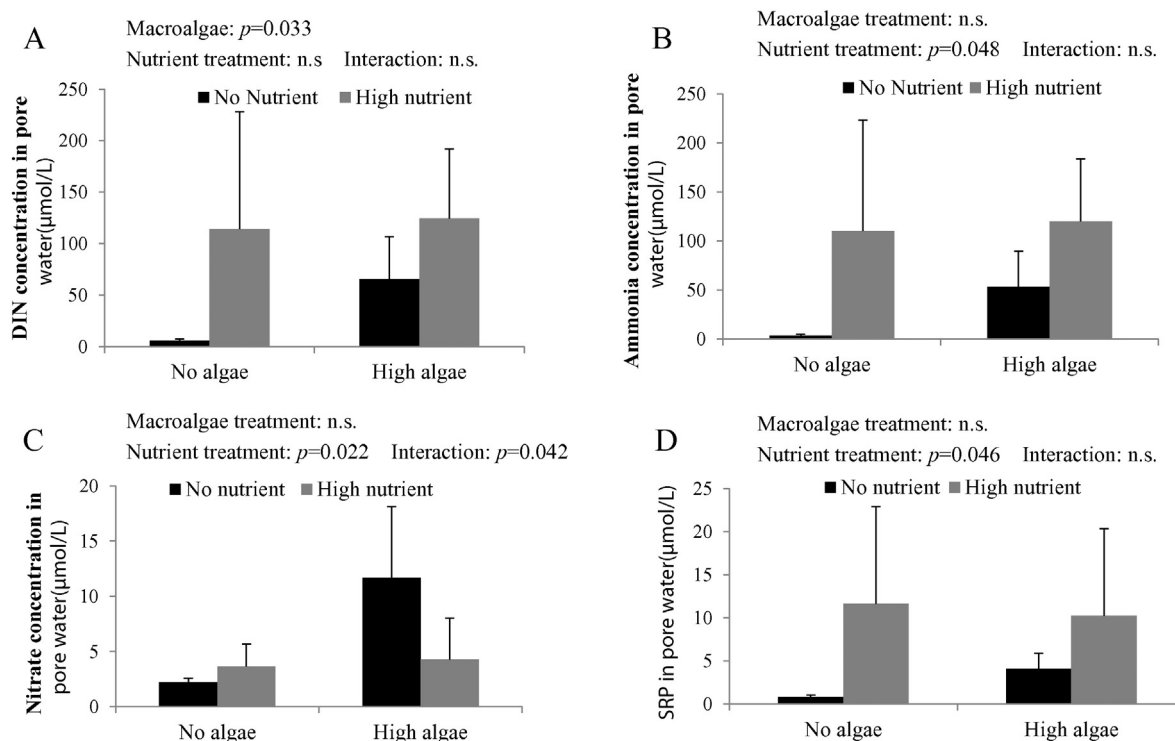 A
Macroalgae: p=0.033
Nutrient treatment: n.s Interaction: n.s.
No Nutrient High nutrient
DIN concentration in pore
water(μmol/L)
250
200
150
100
50
0
No algae High algae
B
Macroalgae treatment: n.s.
Nutrient treatment: p=0.048 Interaction: n.s.
No Nutrient High nutrient
Ammonia concentration in pore
water(μmol/L)
250
200
150
100
50
0
No algae High algae
C
Macroalgae treatment: n.s.
Nutrient treatment: p=0.022 Interaction: p=0.042
No nutrient High nutrient
Nitrate concentration in
pore water(μmol/L)
20
15
10
5
0
No algae High algae
D
Macroalgae treatment: n.s.
Nutrient treatment: p=0.046 Interaction: n.s.
No nutrient High nutrient
SRP in pore water(μmol/L)
25
20
15
10
5
0
No algae High algae